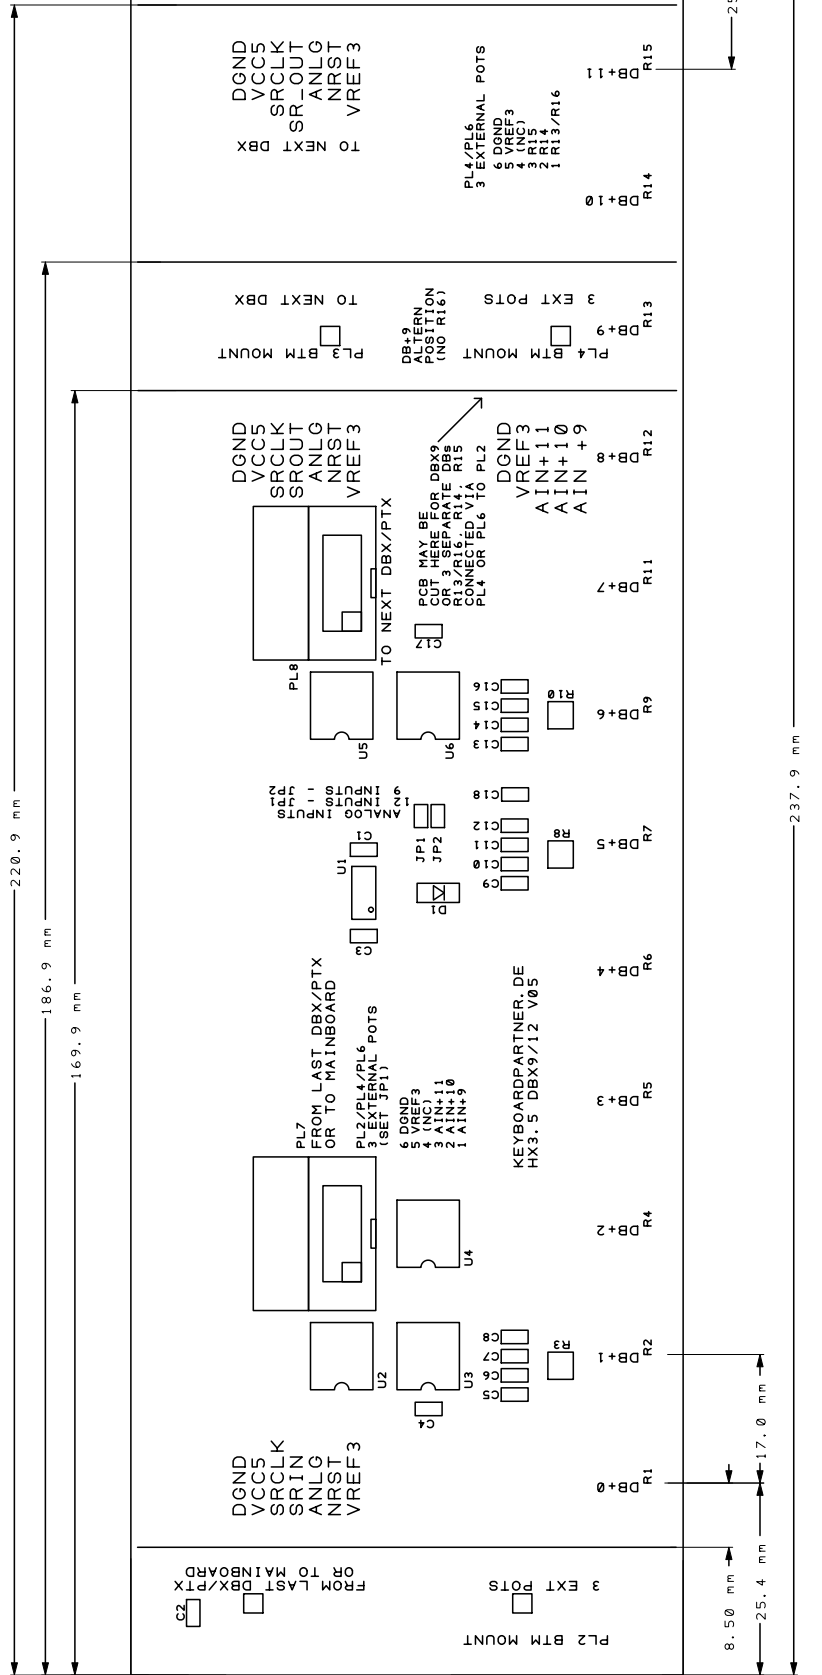 25
DGND
VCC5
SRCLK
SR_OUT
ANLG
NRST
VREF3
TO NEXT DBX
PL4/PL6
3 EXTERNAL POTS
6 DGND
5 VREF3
4 (NC)
3 R15
2 R14
1 R13/R16
DB+11
R15
DB+10
R14
TO NEXT DBX
PL3 BTM MOUNT
DB+9
ALTERN
POSITION
(NO R16)
3 EXT POTS
PL4 BTM MOUNT
DB+9
R13
DGND
VCC5
SRCLK
SROUT
ANLG
NRST
VREF3
TO NEXT DBX/PTX
PL8
PCB MAY BE
CUT HERE FOR DBX9
OR 3 SEPARATE DBs
R13/R16, R14, R15
CONNECTED VIA
PL4 OR PL6 TO PL2
DGND
VREF3
AIN+11
AIN+10
AIN +9
DB+8
R12
DB+7
R11
C17
U5
U6
C16
C15
C14
C13
R10
DB+6
R9
ANALOG INPUTS
12 INPUTS - JP1
9 INPUTS - JP2
JP1
JP2
C18
C12
C11
C10
C9
R8
DB+5
R7
C1
U1
C3
D1
DB+4
R6
PL7
FROM LAST DBX/PTX
OR TO MAINBOARD
PL2/PL4/PL6
3 EXTERNAL POTS
(SET JP1)
6 DGND
5 VREF3
4 (NC)
3 AIN+11
2 AIN+10
1 AIN+9
KEYBOARDPARTNER.DE
HX3.5 DBX9/12 V05
DB+3
R5
DB+2
R4
U4
U2
U3
C8
C7
C6
C5
C4
R3
DB+1
R2
DGND
VCC5
SRCLK
SRIN
ANLG
NRST
VREF3
DB+0
R1
FROM LAST DBX/PTX
OR TO MAINBOARD
C2
3 EXT POTS
PL2 BTM MOUNT
220.9 mm
186.9 mm
169.9 mm
237.9 mm
17.0 mm
25.4 mm
8.50 mm